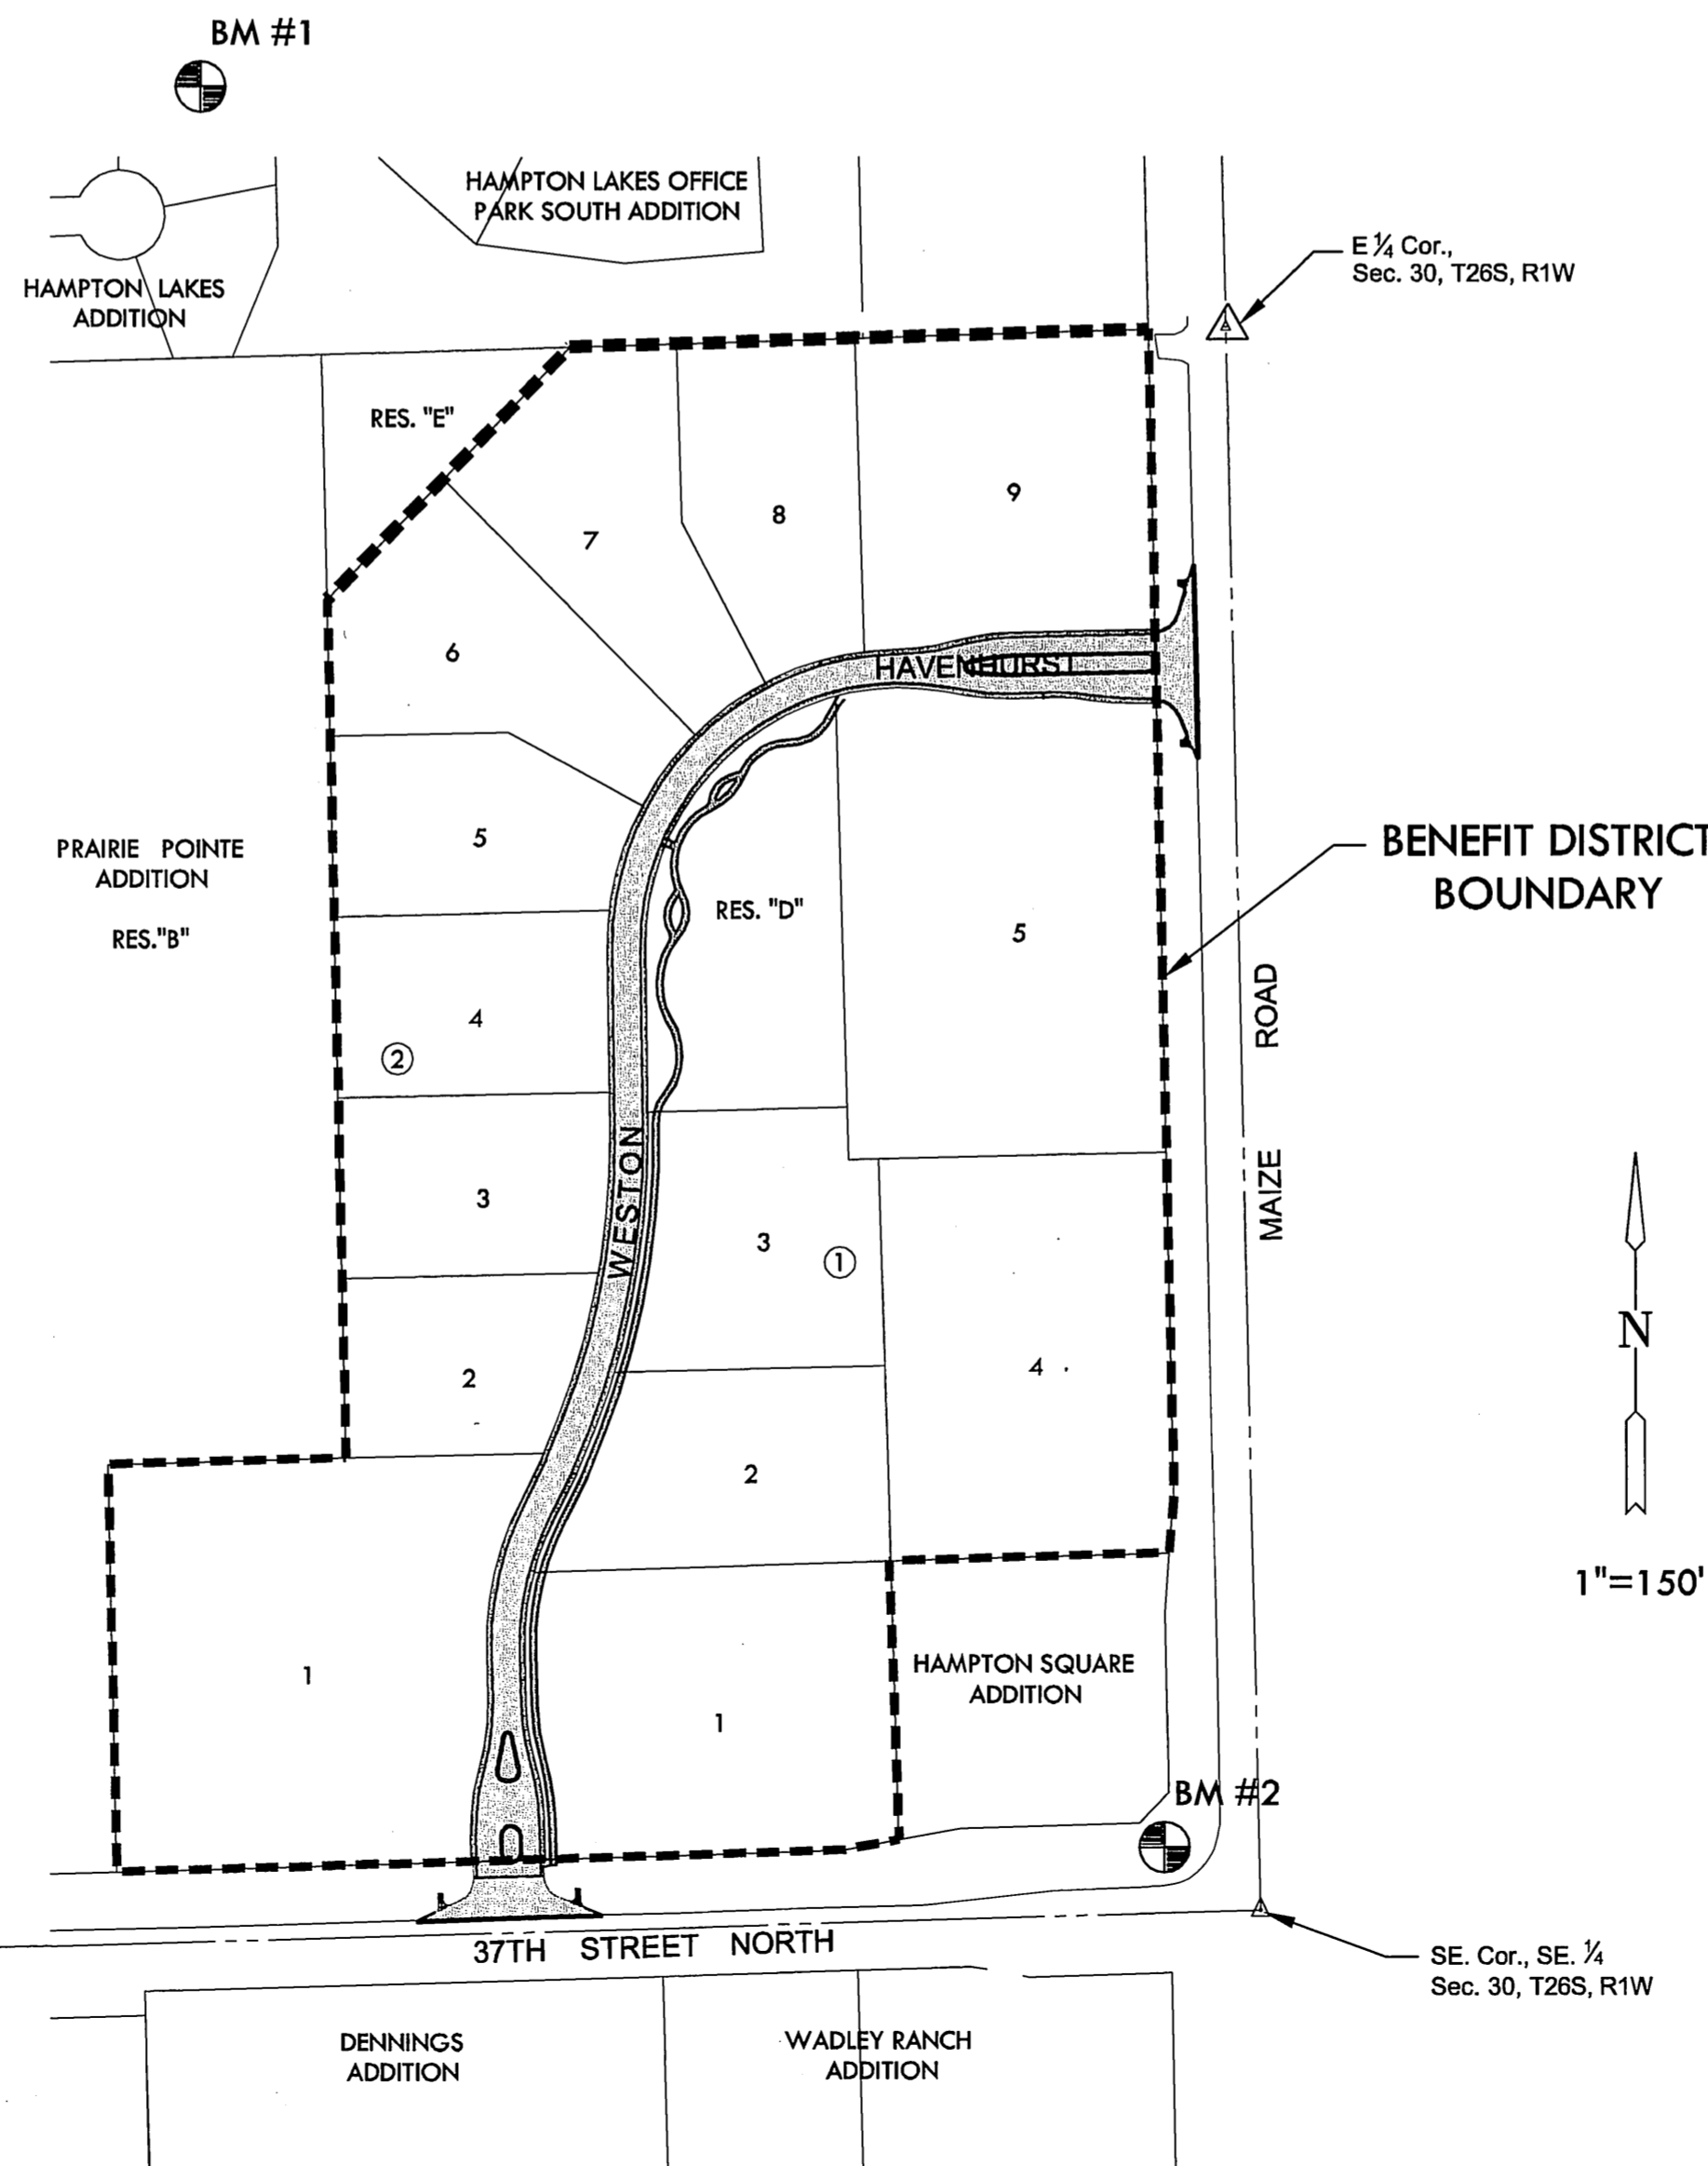 BM #1
HAMPTON LAKES OFFICE
PARK SOUTH ADDITION
E ¼ Cor.,
Sec. 30, T26S, R1W
HAMPTON LAKES
ADDITION
RES. "E"
9
8
7
6
HAVENHURST
5
PRAIRIE POINTE
ADDITION
RES."B"
BENEFIT DISTRICT
BOUNDARY
RES. "D"
5
4
2
MAIZE ROAD
WESTON
3
3
1
N
2
4
2
1"=150'
1
1
HAMPTON SQUARE
ADDITION
BM #2
37TH STREET NORTH
SE. Cor., SE. ¼
Sec. 30, T26S, R1W
DENNINGS
ADDITION
WADLEY RANCH
ADDITION